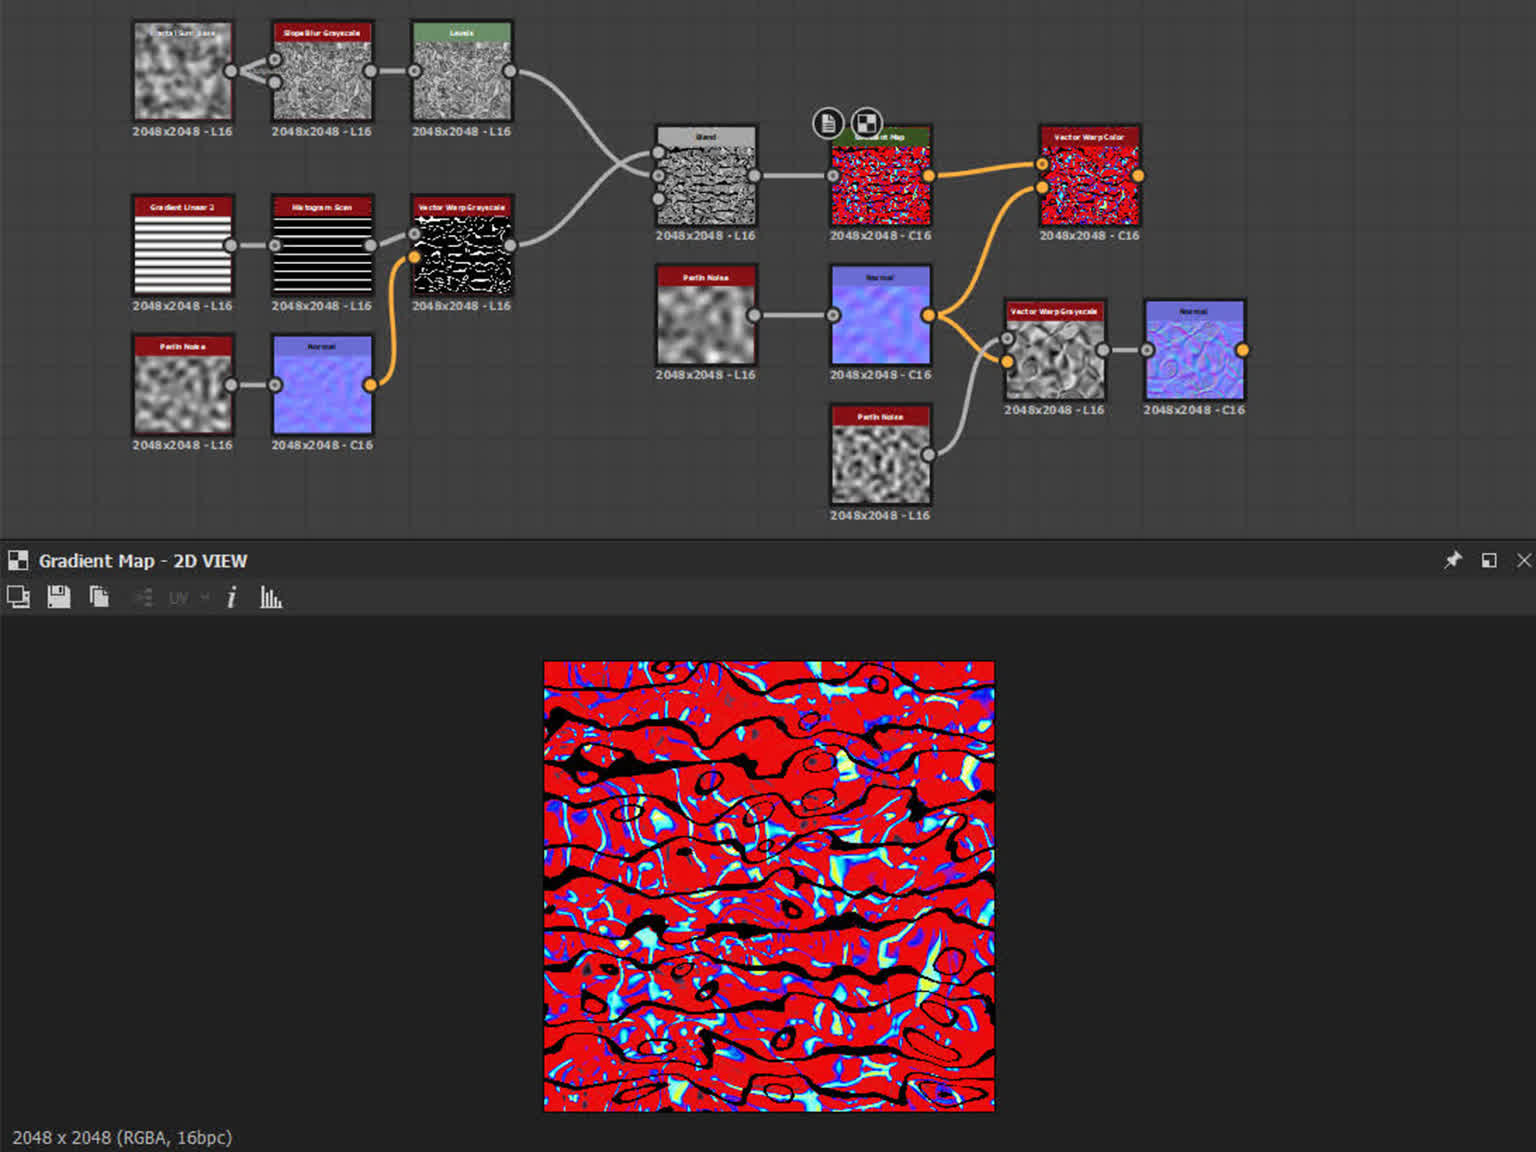 Fractal Sum Base
Slope Blur Grayscale
Levels
2048x2048 - L16
2048x2048 - L16
2048x2048 - L16
Blend
Gradient Map
Vector Warp Color
2048x2048 - L16
2048x2048 - C16
2048x2048 - C16
Gradient Linear 2
Histogram Scan
Vector Warp Grayscale
2048x2048 - L16
2048x2048 - L16
2048x2048 - L16
Perlin Noise
Normal
2048x2048 - L16
2048x2048 - C16
Vector Warp Grayscale
Normal
2048x2048 - L16
2048x2048 - C16
Perlin Noise
Normal
2048x2048 - L16
2048x2048 - C16
Perlin Noise
2048x2048 - L16
Gradient Map - 2D VIEW
UV
i
2048 x 2048 (RGBA, 16bpc)